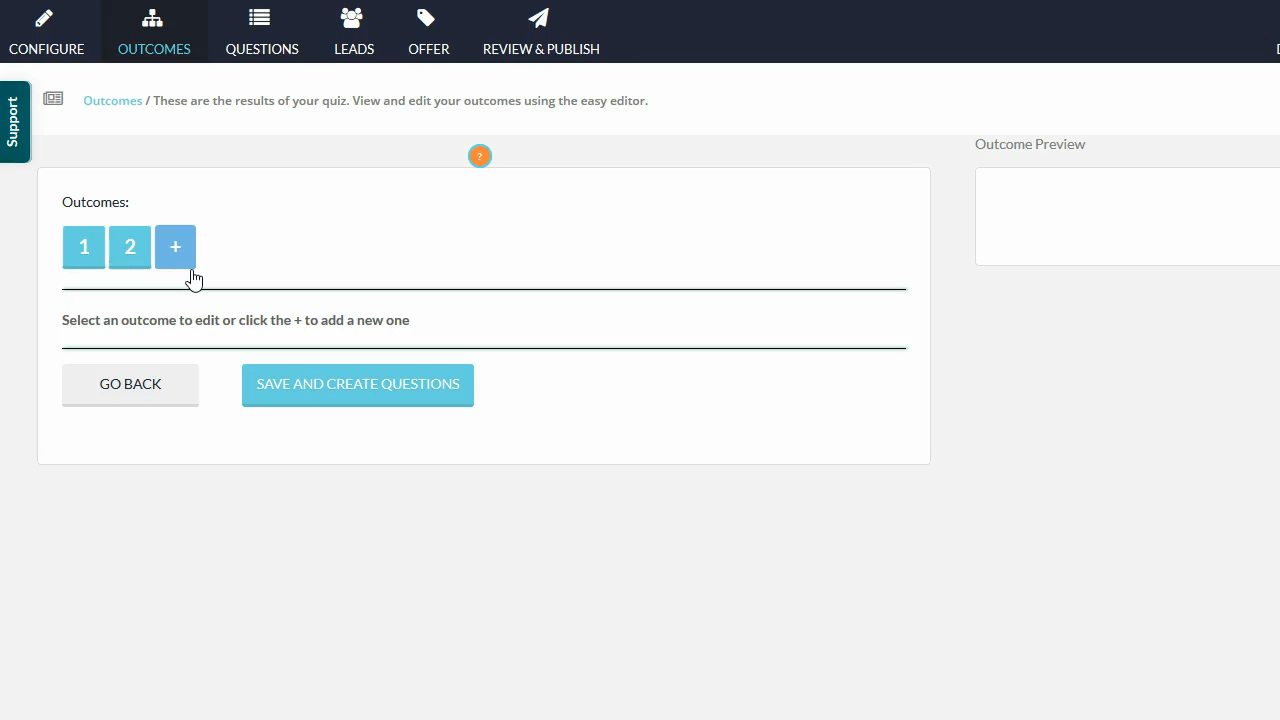 CONFIGURE OUTCOMES QUESTIONS LEADS OFFER REVIEW & PUBLISH
Support
Outcomes / These are the results of your quiz. View and edit your outcomes using the easy editor.
?
Outcome Preview
Outcomes:
1 2 +
Select an outcome to edit or click the + to add a new one
GO BACK SAVE AND CREATE QUESTIONS